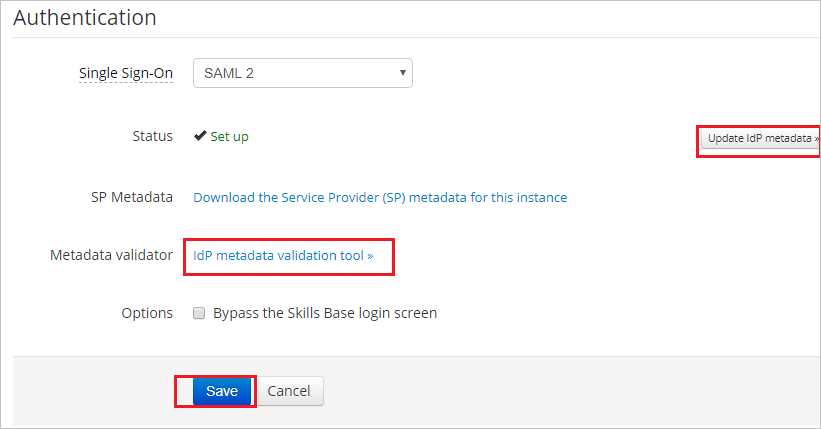 Authentication
Single Sign-On SAML 2
Status Set up Update IdP metadata »
SP Metadata Download the Service Provider (SP) metadata for this instance
Metadata validator IdP metadata validation tool »
Options Bypass the Skills Base login screen
Save Cancel